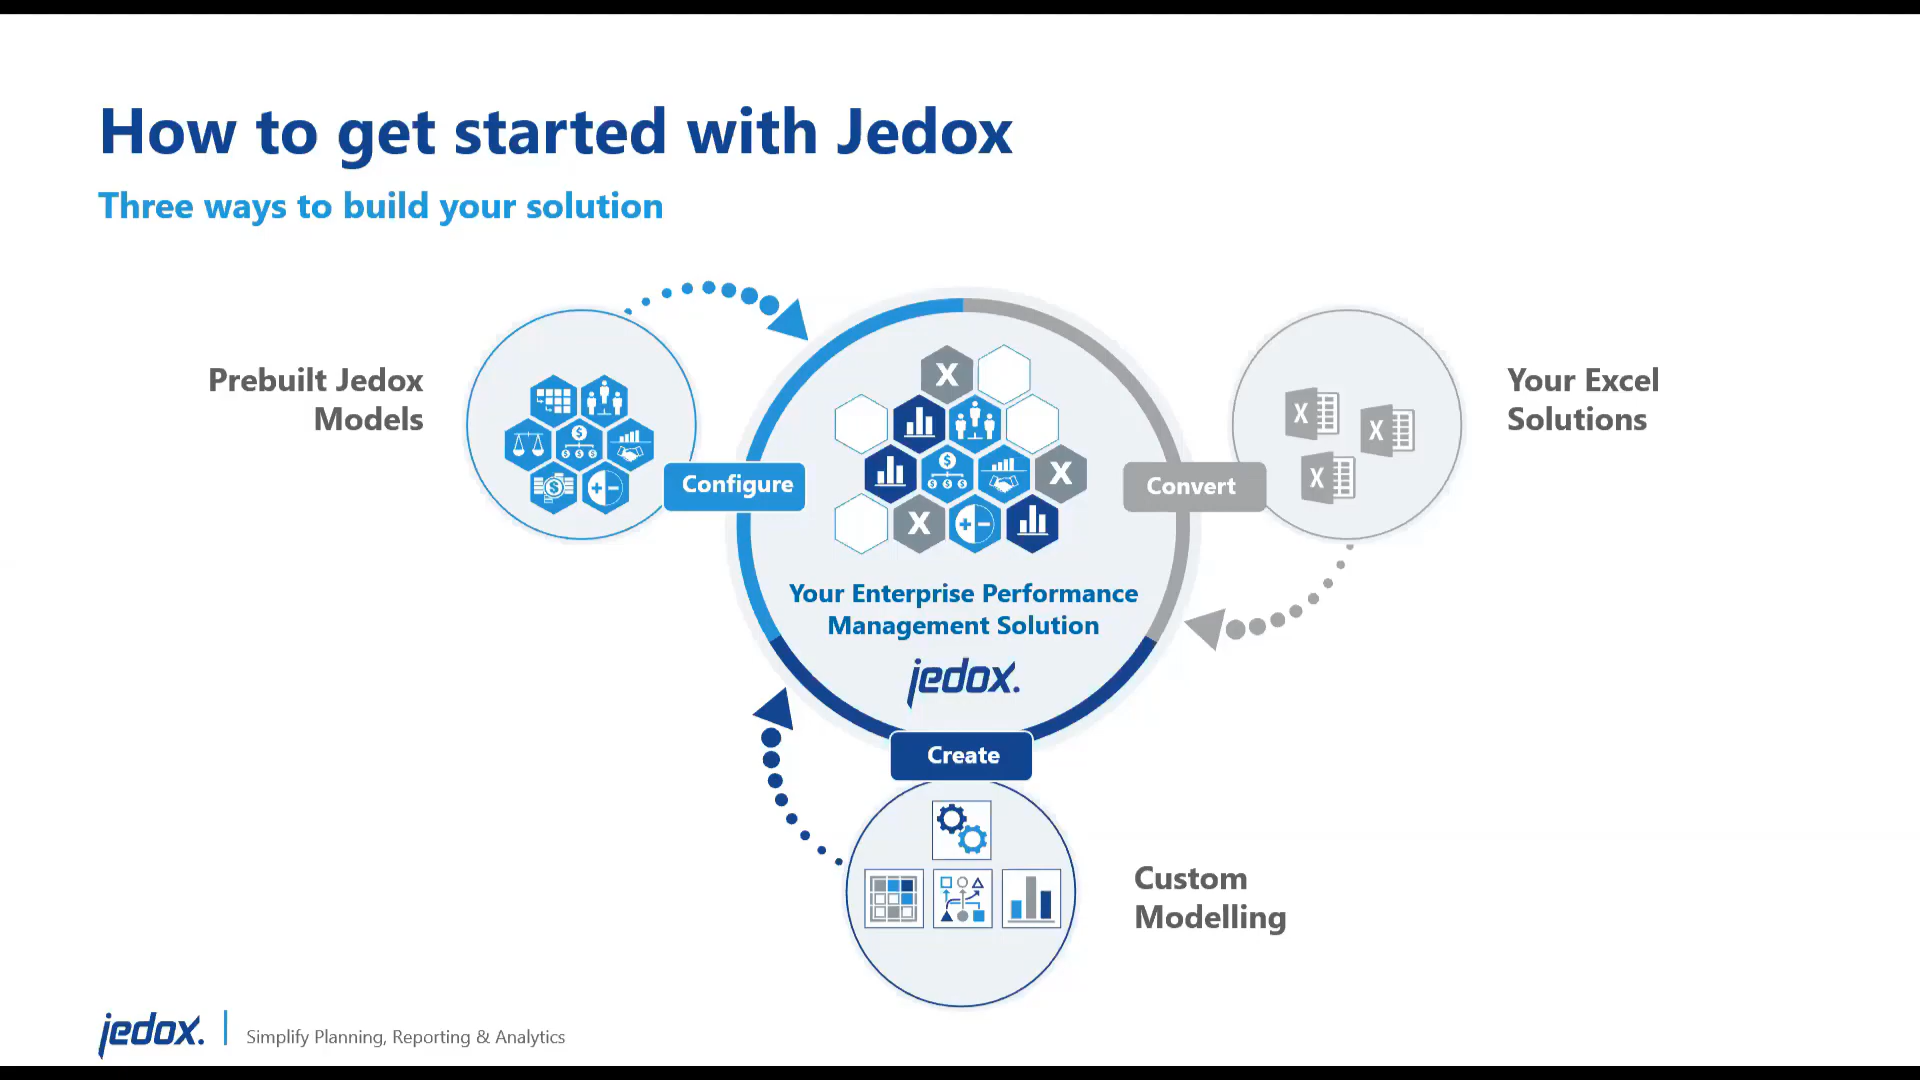 How to get started with Jedox
Three ways to build your solution
Prebuilt Jedox
Models
Configure
X
X
X
Your Enterprise Performance
Management Solution
jedox.
Convert
X
X
X
Your Excel
Solutions
Create
Custom
Modelling
jedox.
Simplify Planning, Reporting & Analytics